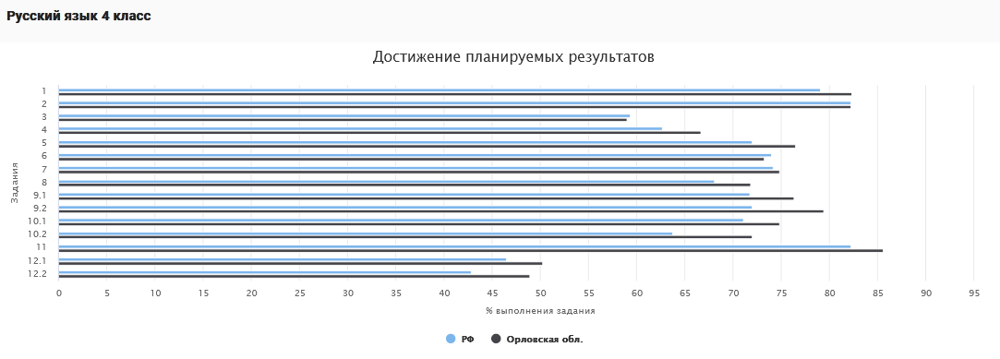 Русский язык 4 класс
Достижение планируемых результатов
Задания
1
2
3
4
5
6
7
8
9.1
9.2
10.1
10.2
11
12.1
12.2
0 5 10 15 20 25 30 35 40 45 50 55 60 65 70 75 80 85 90 95
% выполнения задания
РФ Орловская обл.